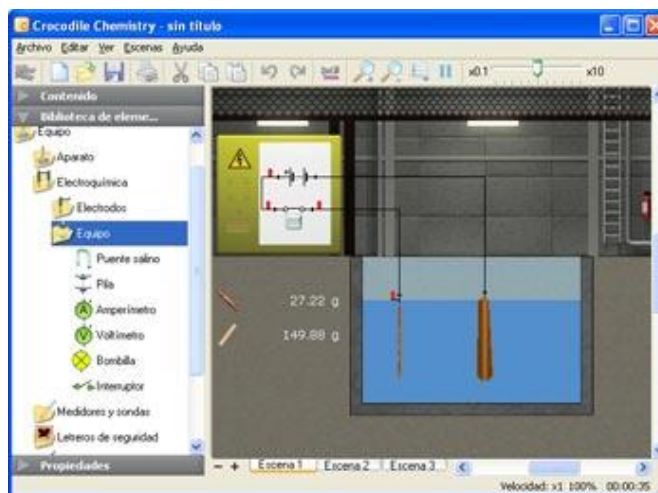 Crocodile Chemistry - sin título
Archivo Editar Ver Escenas Ayuda
x0.1 x10
Contenido
Biblioteca de eleme...
Equipo
Aparato
Electroquímica
Electrodos
Equipo
Puente salino
Pila
Amperímetro
Voltímetro
Bombilla
Interruptor
Medidores y sondas
Letreros de seguridad
Propiedades
27.22 g
149.88 g
Escena 1 Escena 2 Escena 3
Velocidad: x1 100% 00:00:35